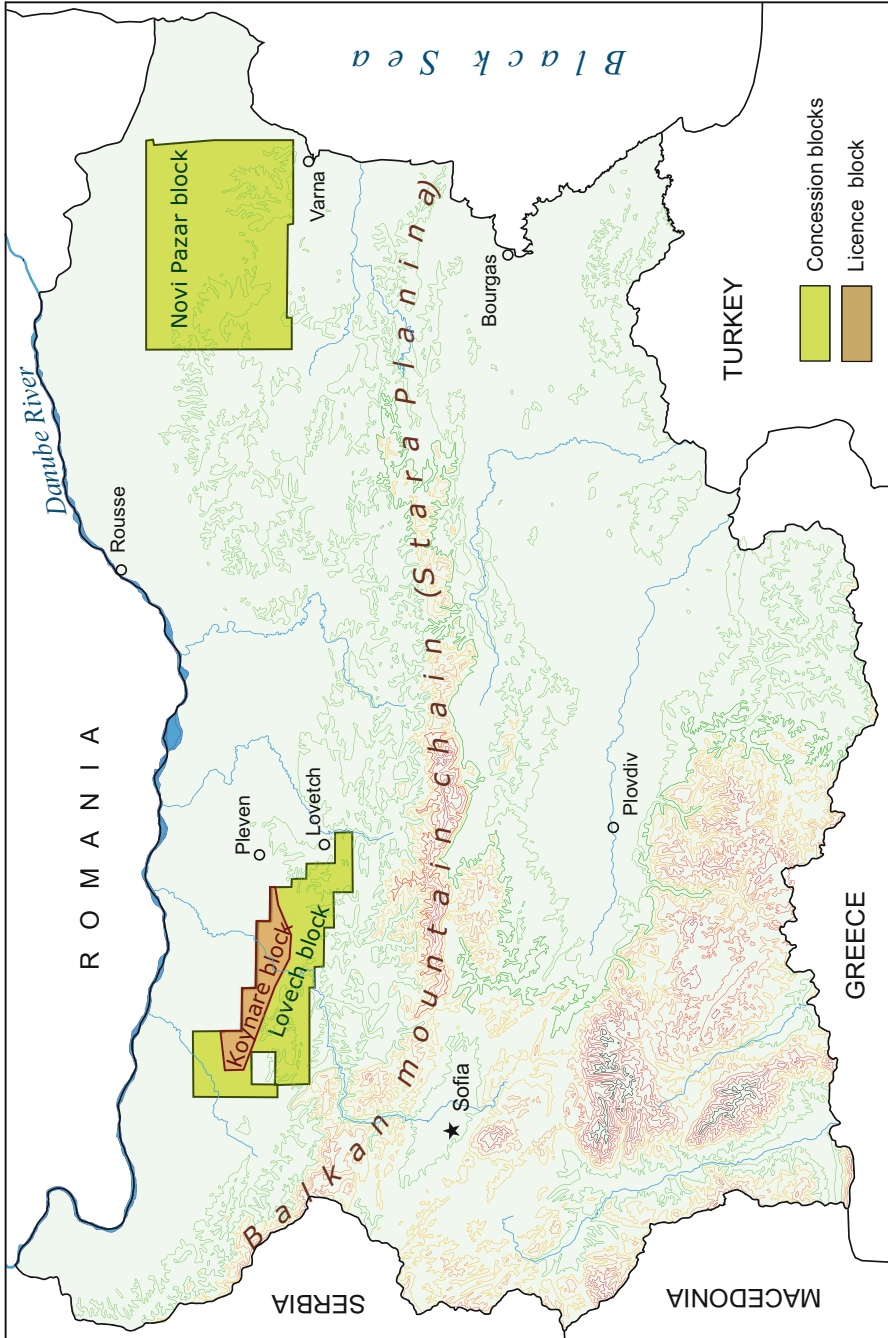 ROMANIA
Danube River
Rousse
Novi Pazar block
Varna
Black Sea
Pleven
Lovetch
Koynare block
Lovech block
Balkan mountain chain (Stara Planina)
Bourgas
Sofia
Plovdiv
SERBIA
MACEDONIA
GREECE
TURKEY
Concession blocks
Licence block